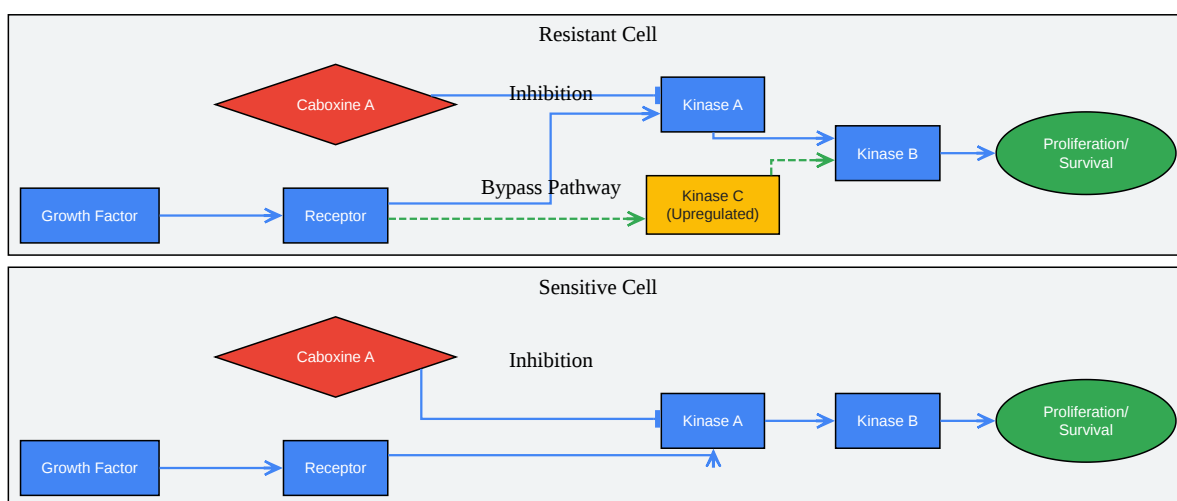 Resistant Cell
Caboxine A
Inhibition
Kinase A
Kinase B
Proliferation/
Survival
Bypass Pathway
Kinase C
(Upregulated)
Growth Factor
Receptor
Sensitive Cell
Caboxine A
Inhibition
Kinase A
Kinase B
Proliferation/
Survival
Growth Factor
Receptor